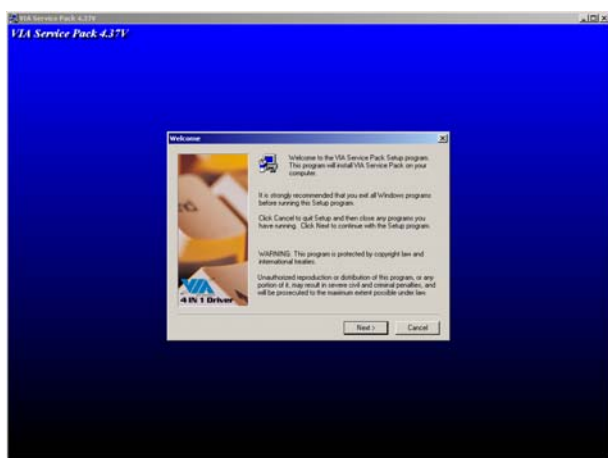 VIA Service Pack 4.37V
VIA Service Pack 4.37V
Welcome
Welcome to the VIA Service Pack Setup program.
This program will install VIA Service Pack on your
computer.
It is strongly recommended that you exit all Windows programs
before running this Setup program.
Click Cancel to quit Setup and then close any programs you
have running. Click Next to continue with the Setup program.
WARNING: This program is protected by copyright law and
international treaties.
Unauthorized reproduction or distribution of this program, or any
portion of it, may result in severe civil and criminal penalties, and
will be prosecuted to the maximum extent possible under law.
VIA
4 IN 1 Driver
Next >
Cancel